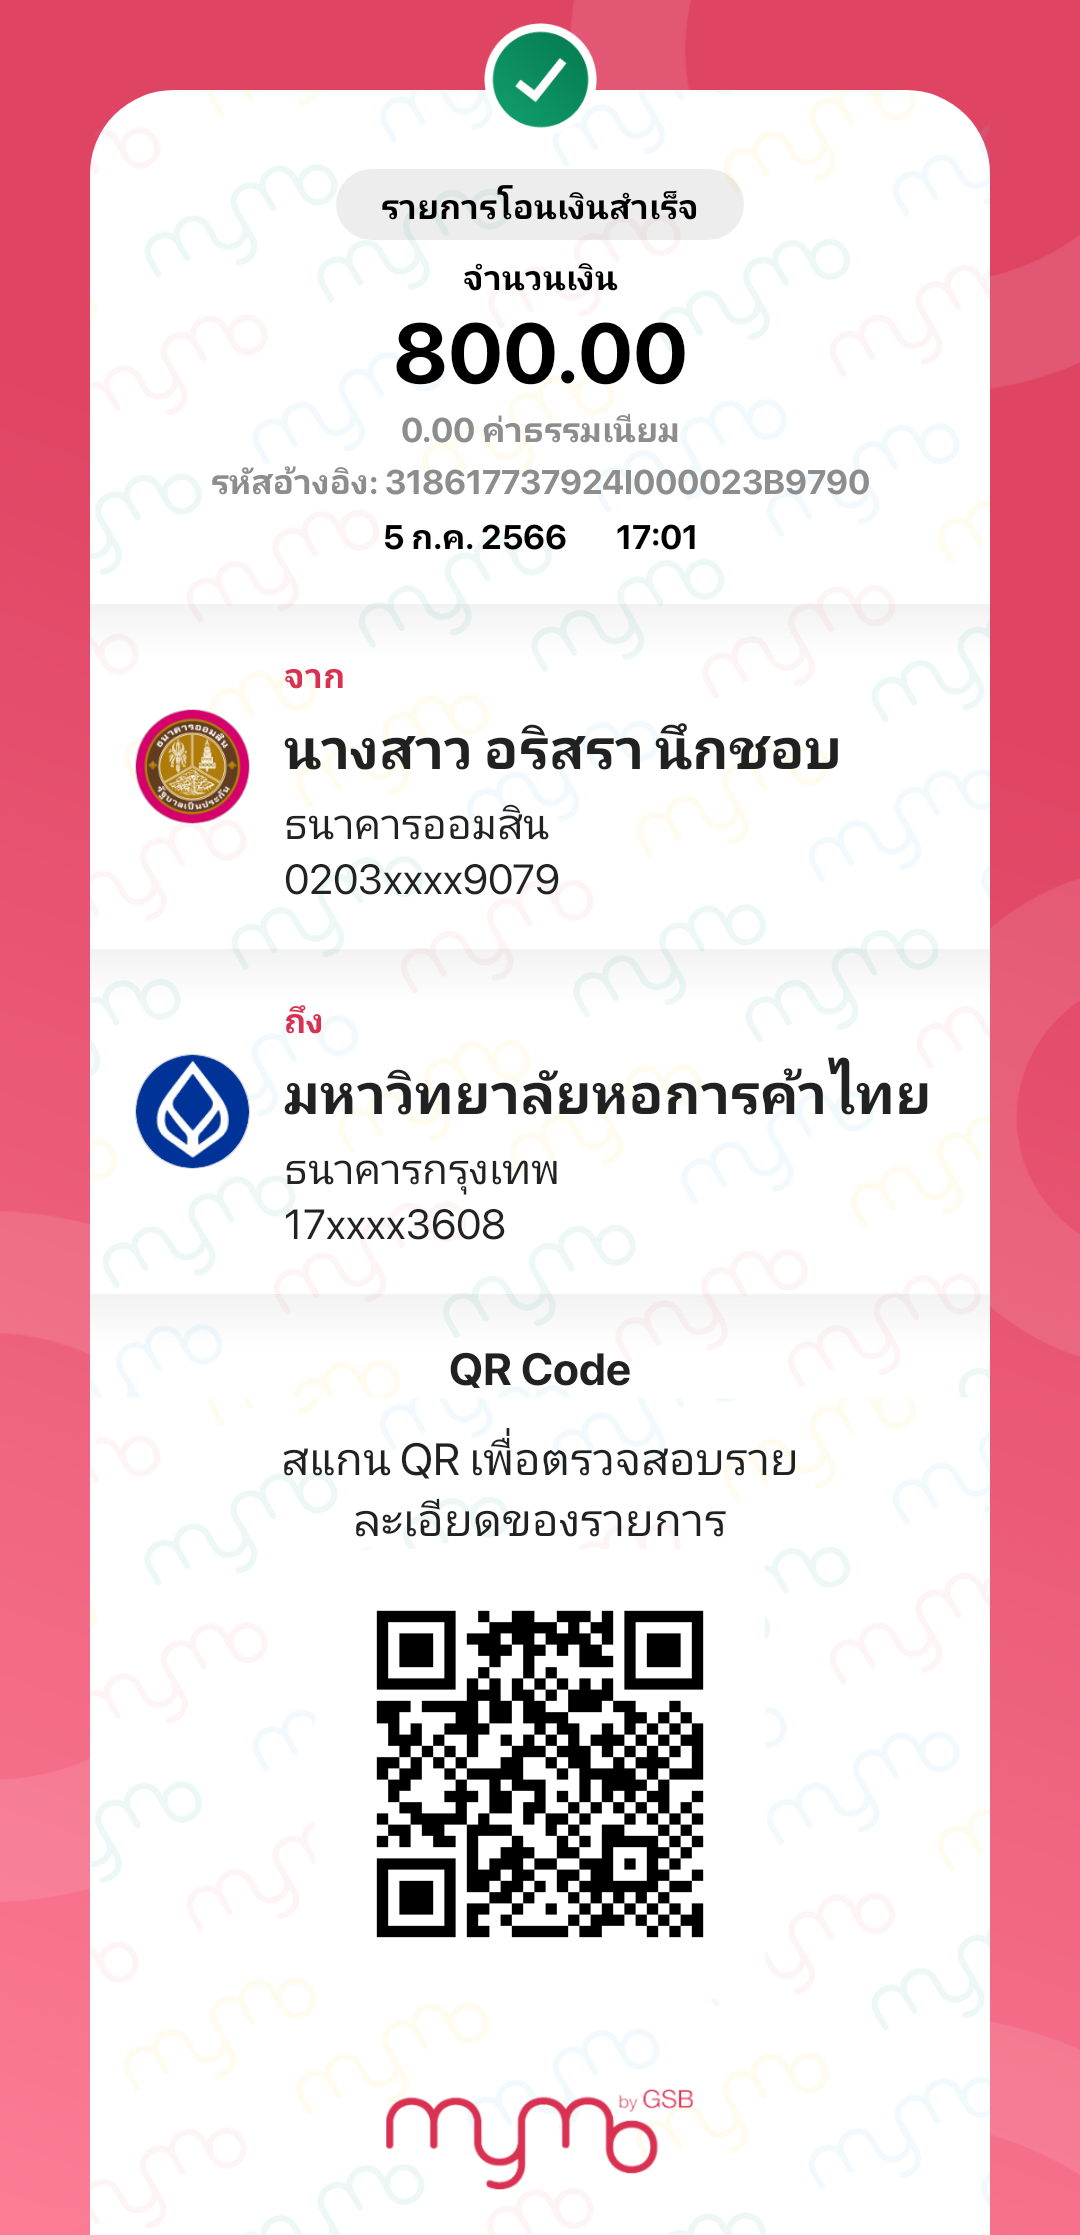 รายการโอนเงินสำเร็จ
จำนวนเงิน
800.00
0.00 ค่าธรรมเนียม
รหัสอ้างอิง: 318617737924I000023B9790
5 ก.ค. 2566 17:01
จาก
นางสาว อริสรา นึกชอบ
ธนาคารออมสิน
0203xxxx9079
ถึง
มหาวิทยาลัยหอการค้าไทย
ธนาคารกรุงเทพ
17xxxx3608
QR Code
สแกน QR เพื่อตรวจสอบราย
ละเอียดของรายการ
mymo by GSB